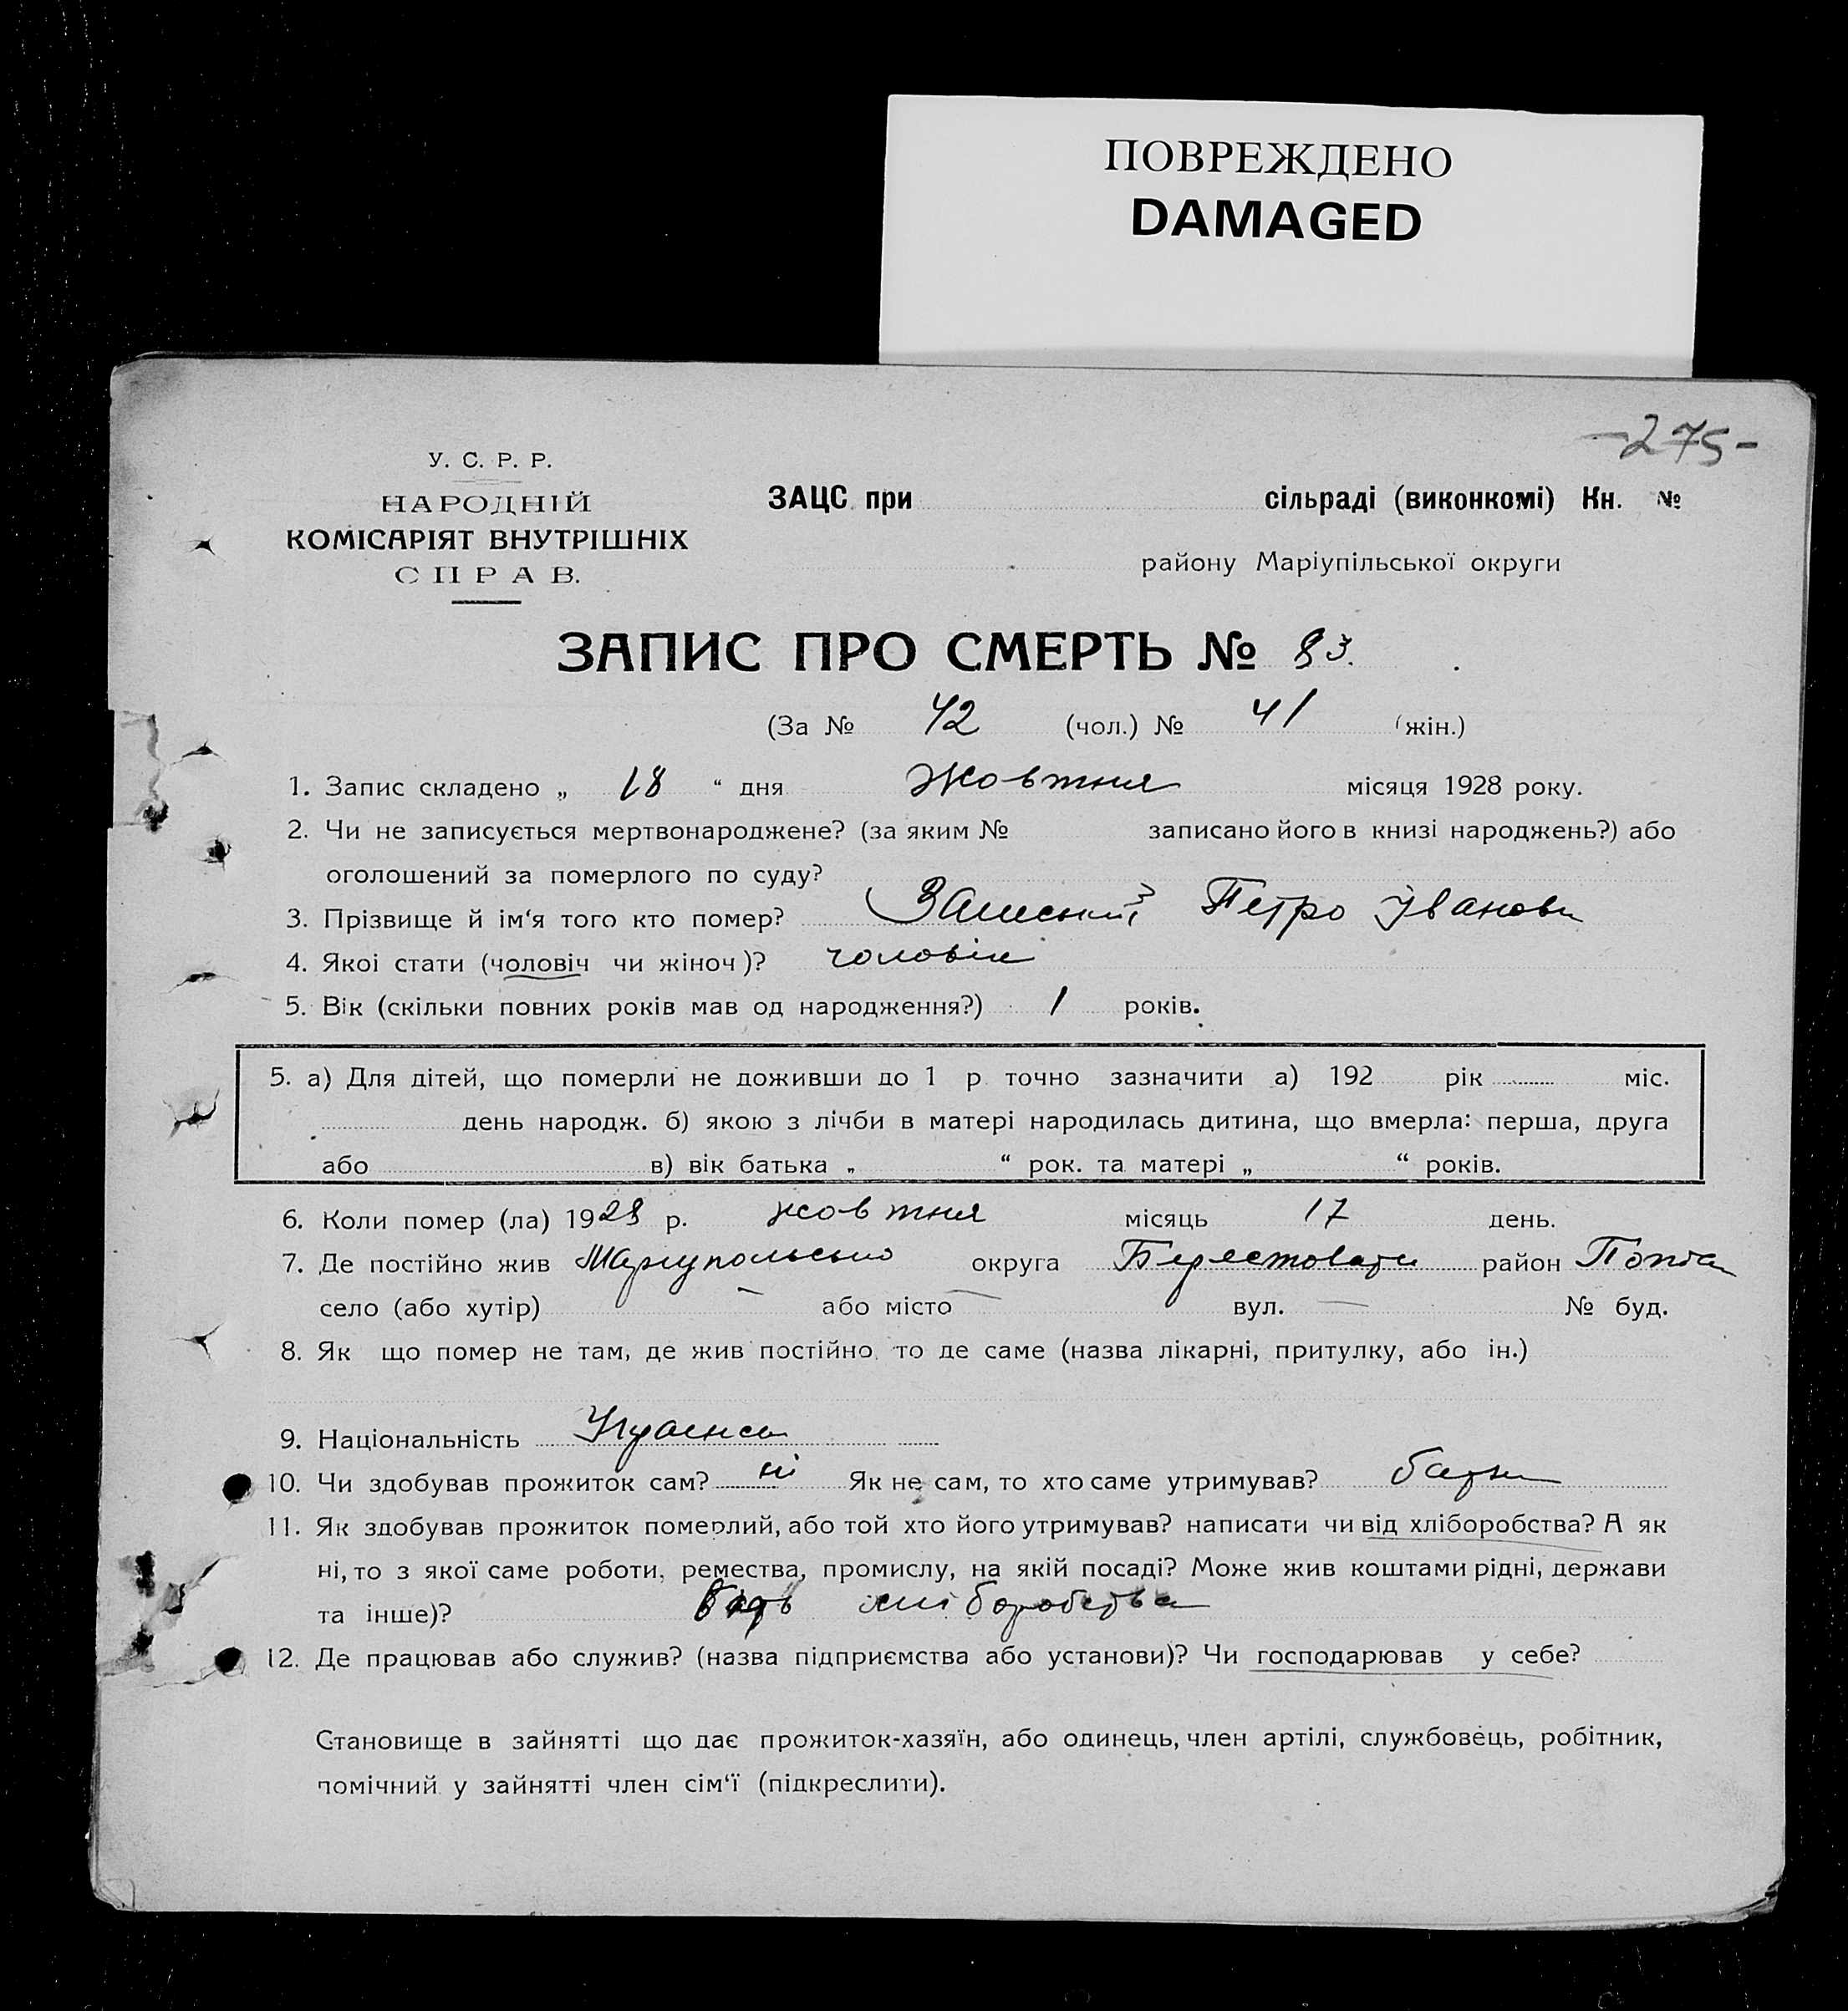 ПОВРЕЖДЕНО
DAMAGED
-275-
У. С. Р. Р.
НАРОДНІЙ
КОМІСАРІЯТ ВНУТРІШНІХ
СПРАВ.
ЗАЦС при сільраді (виконкомі) Кн. №
району Маріупільської округи
ЗАПИС ПРО СМЕРТЬ № 83.
(За № 42 (чол.) № 41 (жін.)
1. Запис складено „ 18 “ дня Жовтня місяця 1928 року.
2. Чи не записується мертвонароджене? (за яким № записано його в книзі народжень?) або
оголошений за померлого по суду?
3. Прізвище й ім‘я того кто помер? Петро Іванови
4. Якої стати (чоловіч чи жіноч)? чоловік
5. Вік (скільки повних років мав од народження?) 1 років.
5. а) Для дітей, що померли не доживши до 1 р точно зазначити а) 192 рік міс.
день народж. б) якою з лічби в матері народилась дитина, що вмерла: перша, друга
або в) вік батька „ “ рок. та матері „ “ років.
6. Коли помер (ла) 1928 р. жовтня місяць 17 день.
7. Де постійно жив округа район
село (або хутір) — або місто — вул. — № буд.
8. Як що помер не там, де жив постійно, то де саме (назва лікарні, притулку, або ін.)
9. Національність
10. Чи здобував прожиток сам? ні Як не сам, то хто саме утримував?
11. Як здобував прожиток померлий, або той хто його утримував? написати чи від хліборобства? А як
ні, то з якої саме роботи, ремества, промислу, на якій посаді? Може жив коштами рідні, держави
та інше)? хліборобства
12. Де працював або служив? (назва підприємства або установи)? Чи господарював у себе?
Становище в зайнятті що дає прожиток-хазяїн, або одинець, член артілі, службовець, робітник,
помічний у зайнятті член сім‘ї (підкреслити).